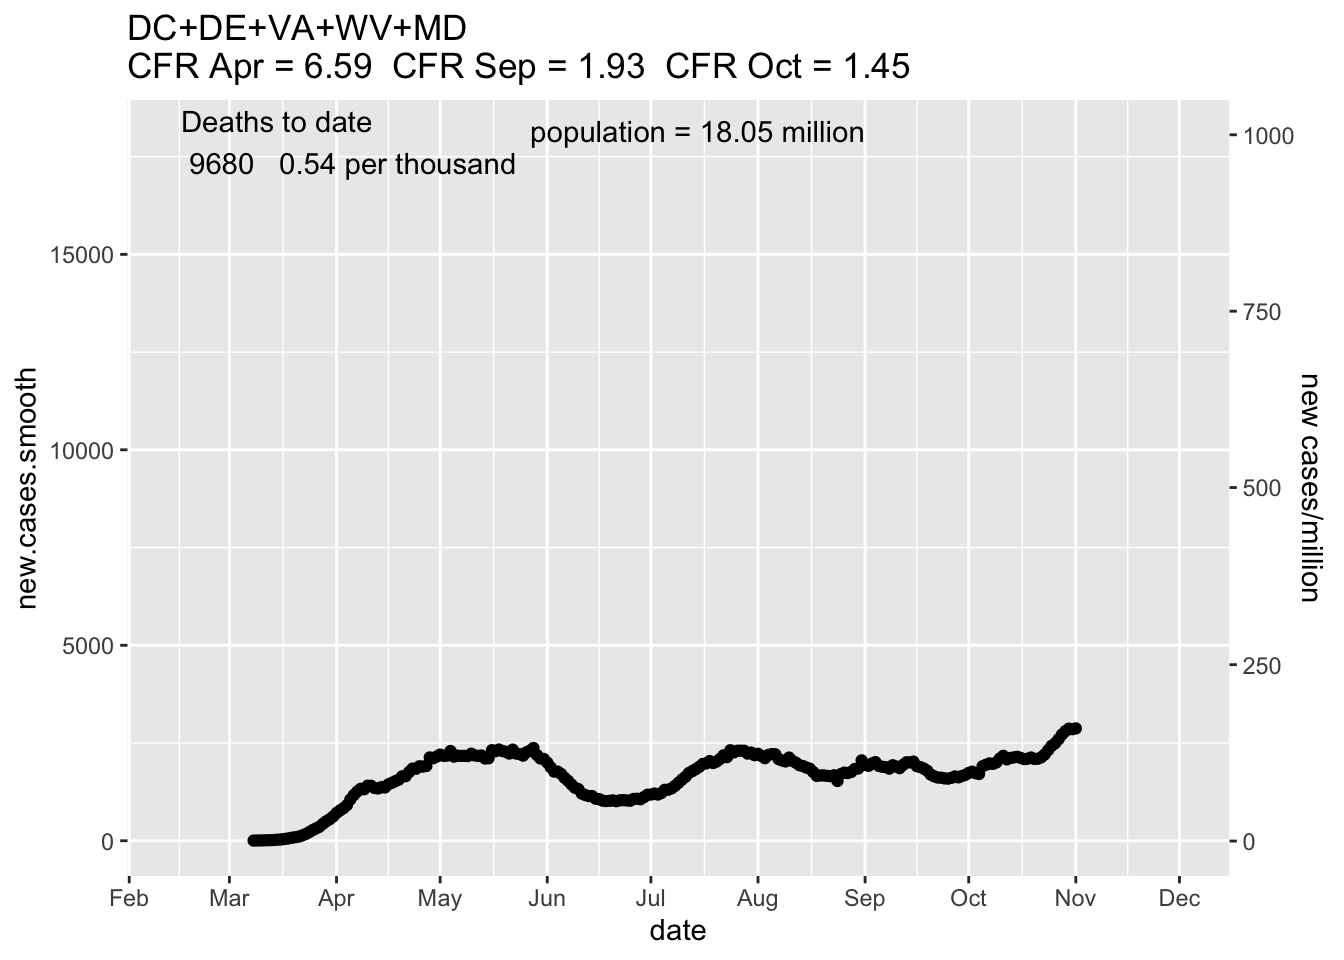 DC+DE+VA+WV+MD
CFR Apr = 6.59  CFR Sep = 1.93  CFR Oct = 1.45
Deaths to date
population = 18.05 million
9680   0.54 per thousand
new.cases.smooth
15000
10000
5000
0
1000
750
500
250
0
new cases/million
Feb Mar Apr May Jun Jul Aug Sep Oct Nov Dec
date